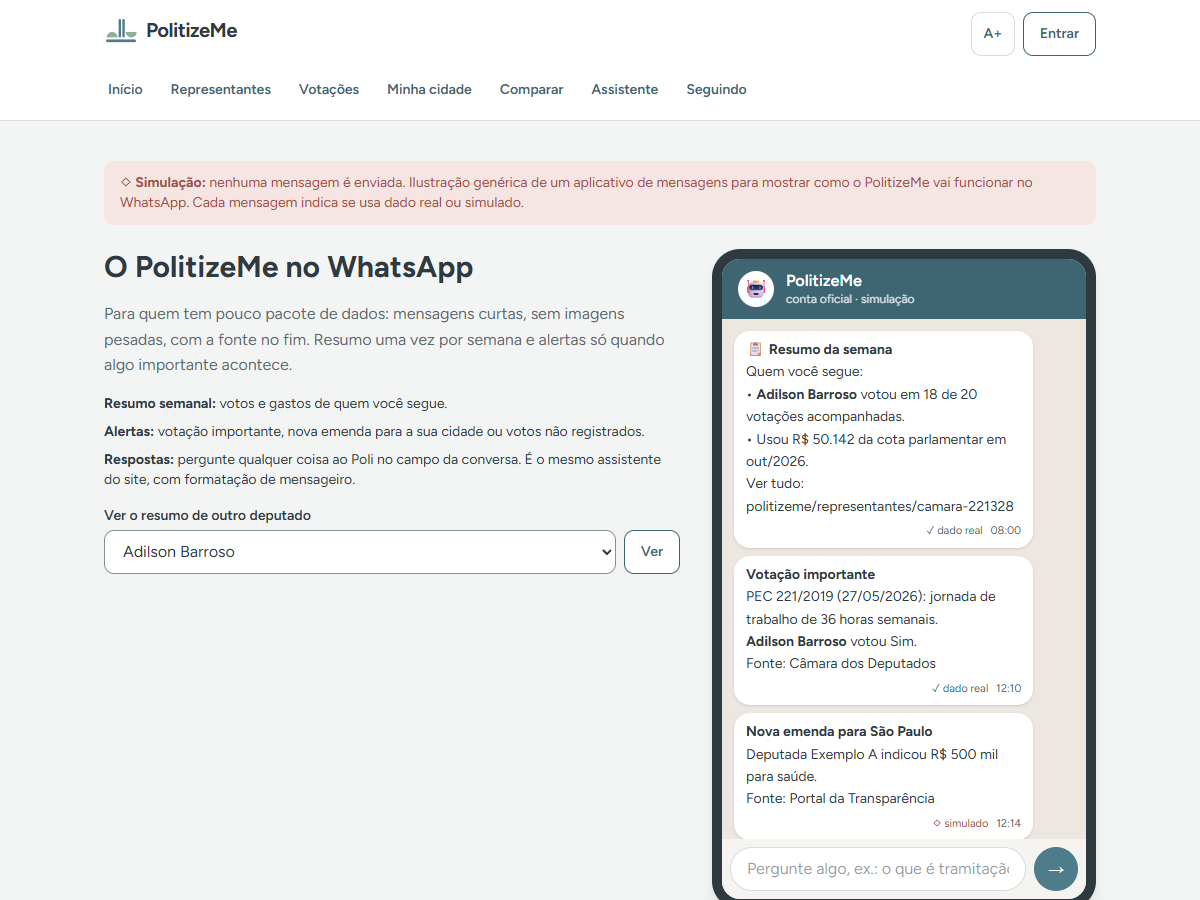 PolitizeMe
A+
Entrar
Início
Representantes
Votações
Minha cidade
Comparar
Assistente
Seguindo
◇ Simulação: nenhuma mensagem é enviada. Ilustração genérica de um aplicativo de mensagens para mostrar como o PolitizeMe vai funcionar no
WhatsApp. Cada mensagem indica se usa dado real ou simulado.
O PolitizeMe no WhatsApp
Para quem tem pouco pacote de dados: mensagens curtas, sem imagens
pesadas, com a fonte no fim. Resumo uma vez por semana e alertas só quando
algo importante acontece.
Resumo semanal: votos e gastos de quem você segue.
Alertas: votação importante, nova emenda para a sua cidade ou votos não registrados.
Respostas: pergunte qualquer coisa ao Poli no campo da conversa. É o mesmo assistente
do site, com formatação de mensageiro.
Ver o resumo de outro deputado
Adilson Barroso
Ver
PolitizeMe
conta oficial · simulação
📋 Resumo da semana
Quem você segue:
• Adilson Barroso votou em 18 de 20
votações acompanhadas.
• Usou R$ 50.142 da cota parlamentar em
out/2026.
Ver tudo:
politizeme/representantes/camara-221328
✓ dado real 08:00
Votação importante
PEC 221/2019 (27/05/2026): jornada de
trabalho de 36 horas semanais.
Adilson Barroso votou Sim.
Fonte: Câmara dos Deputados
✓ dado real 12:10
Nova emenda para São Paulo
Deputada Exemplo A indicou R$ 500 mil
para saúde.
Fonte: Portal da Transparência
◇ simulado 12:14
Pergunte algo, ex.: o que é tramitaçã
→